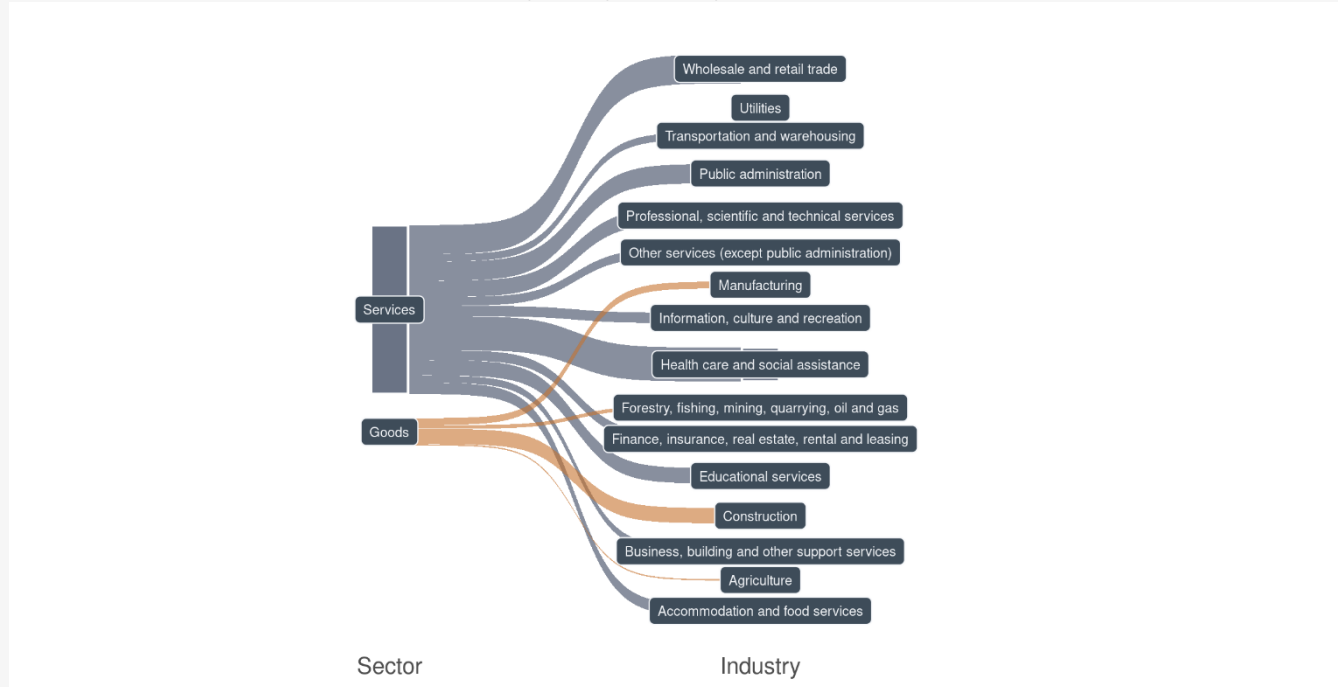 Wholesale and retail trade
Utilities
Transportation and warehousing
Public administration
Professional, scientific and technical services
Other services (except public administration)
Manufacturing
Services
Information, culture and recreation
Health care and social assistance
Forestry, fishing, mining, quarrying, oil and gas
Goods
Finance, insurance, real estate, rental and leasing
Educational services
Construction
Business, building and other support services
Agriculture
Accommodation and food services
Sector
Industry